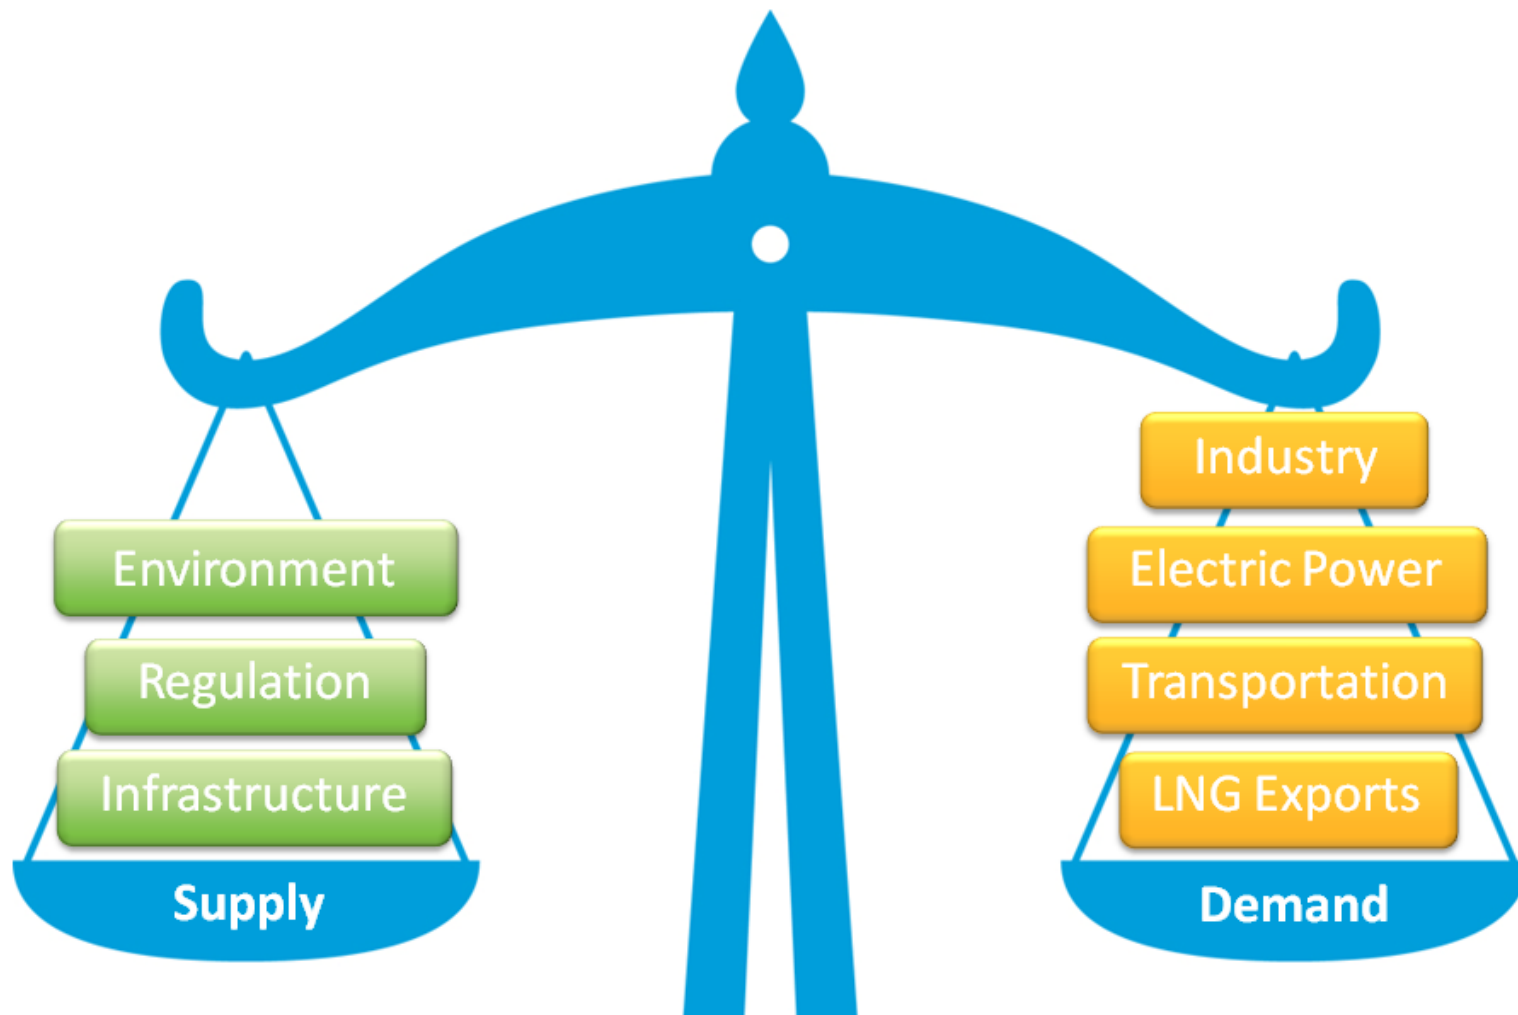 Environment
Regulation
Infrastructure
Supply
Industry
Electric Power
Transportation
LNG Exports
Demand